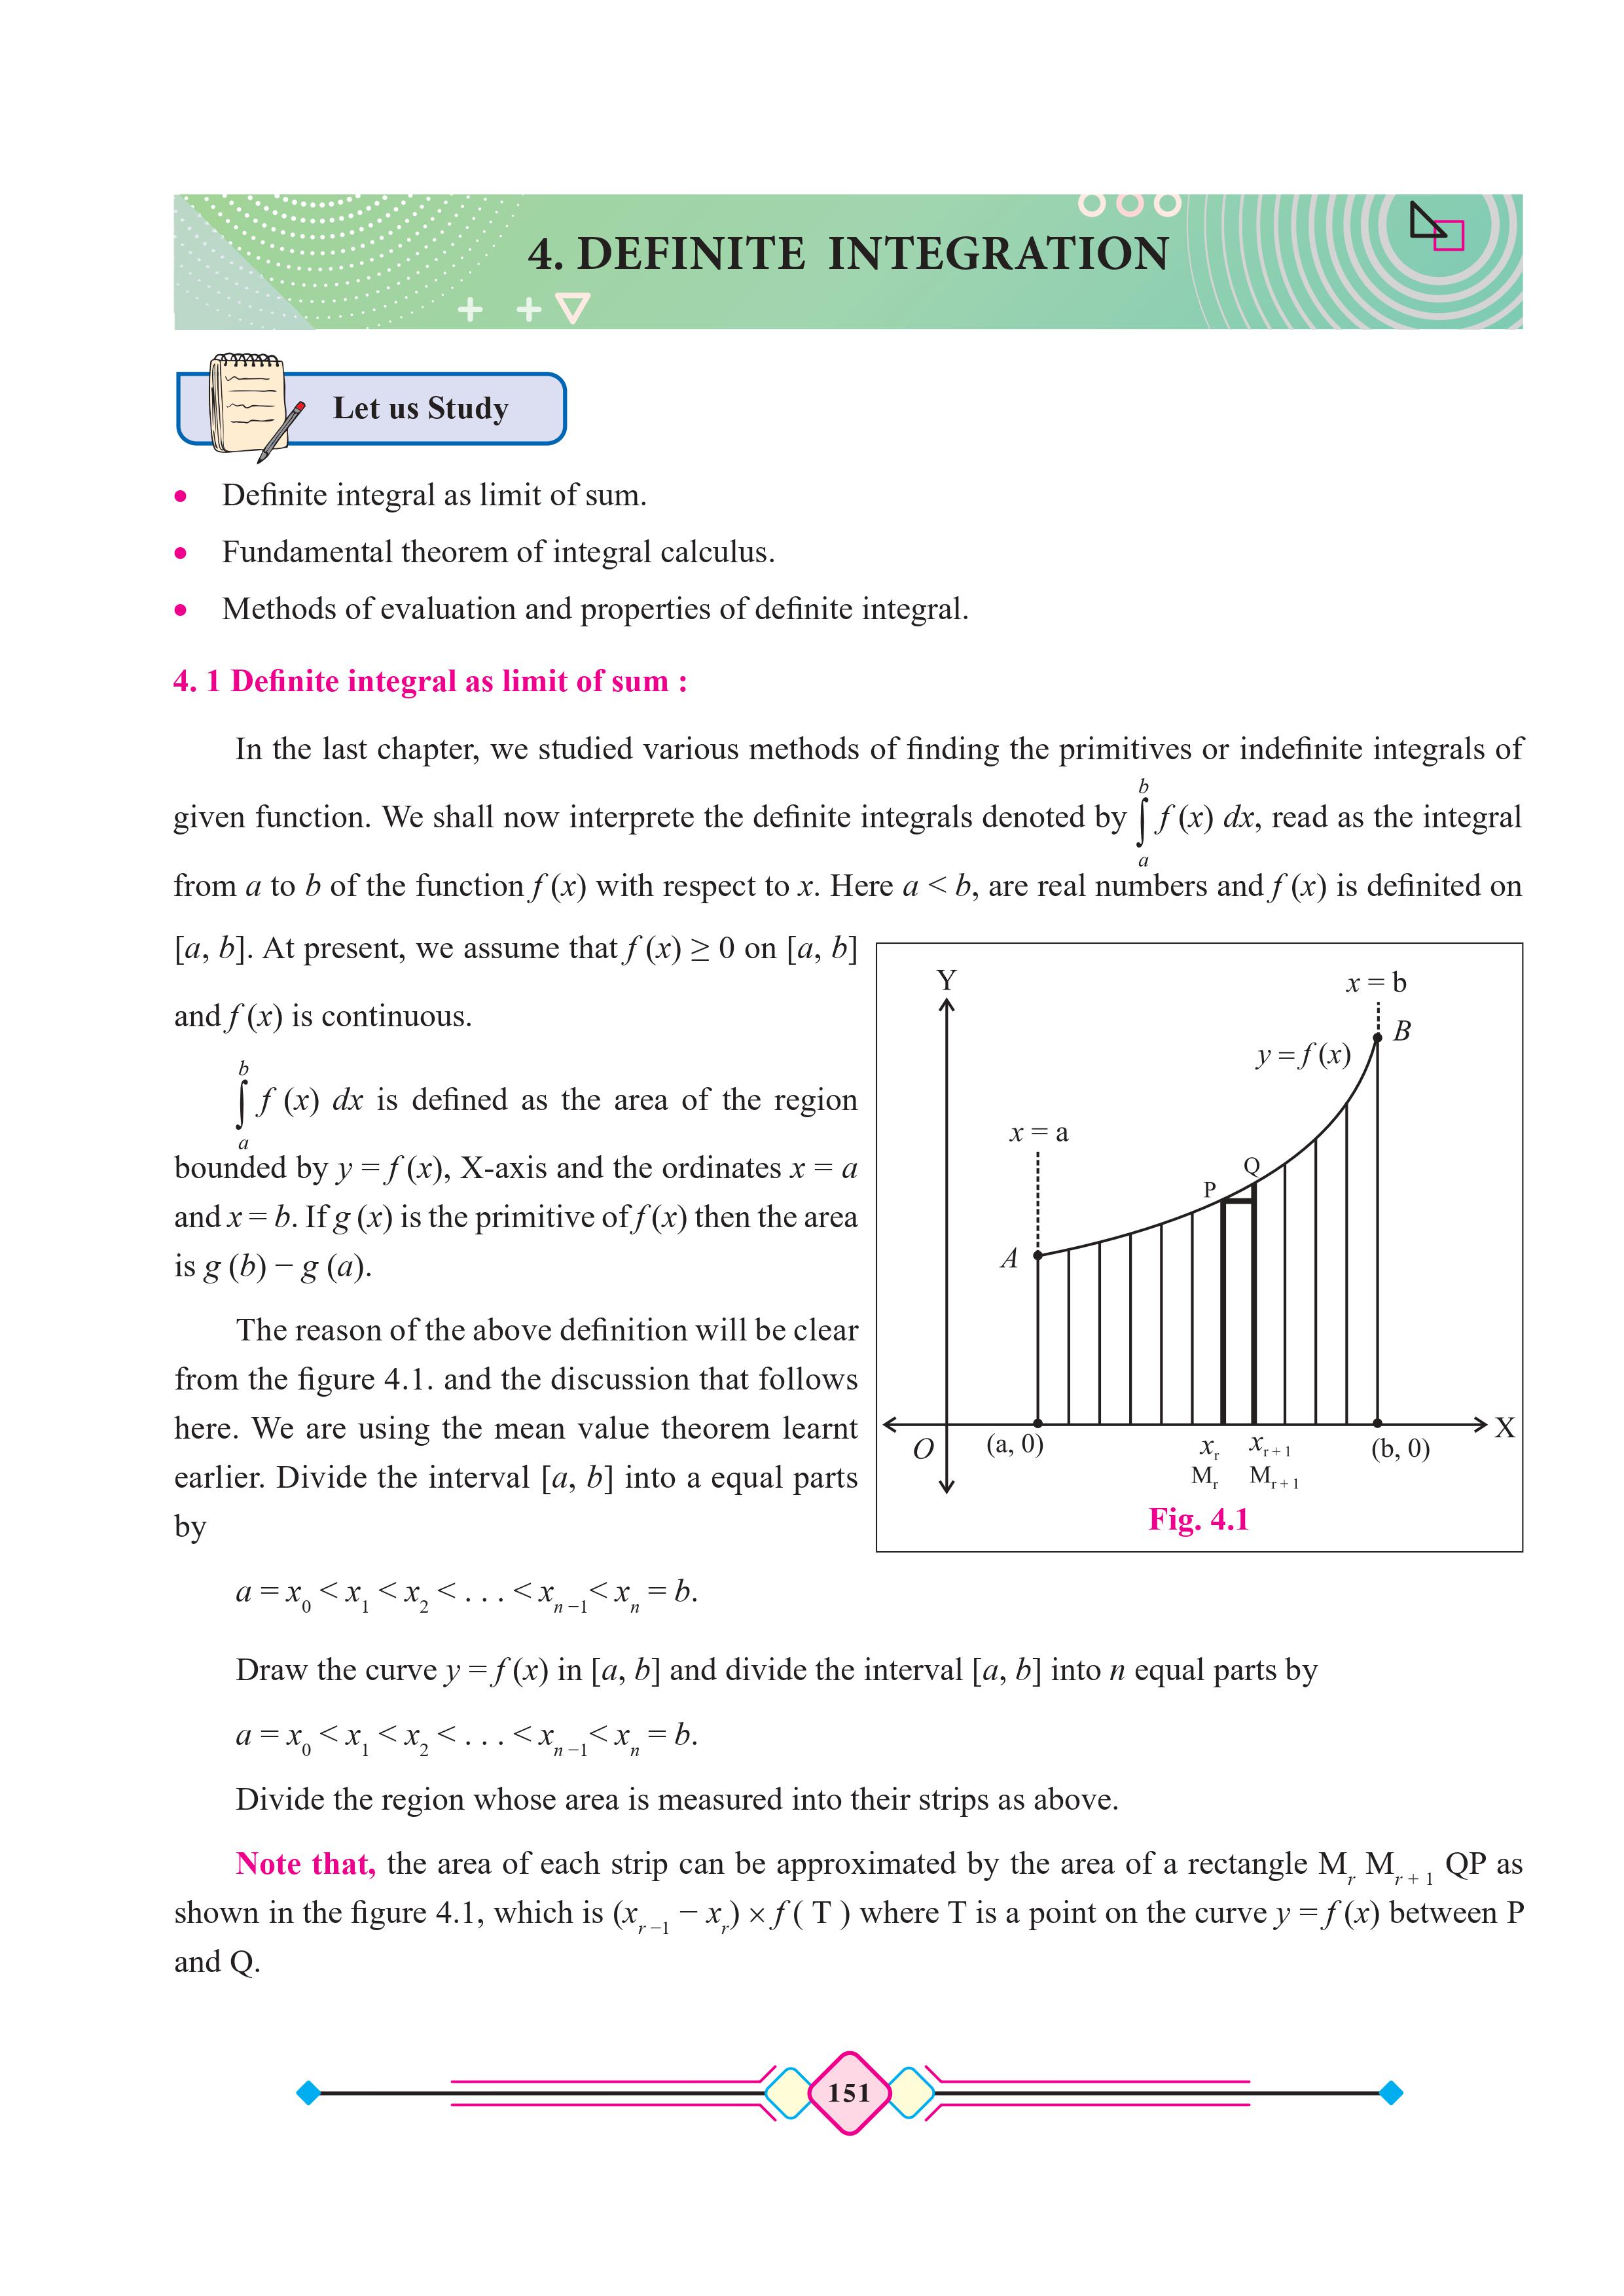 4. DEFINITE INTEGRATION
Let us Study
• Definite integral as limit of sum.
• Fundamental theorem of integral calculus.
• Methods of evaluation and properties of definite integral.
4. 1 Definite integral as limit of sum :
In the last chapter, we studied various methods of finding the primitives or indefinite integrals of
given function. We shall now interprete the definite integrals denoted by ∫ₐᵇ f (x) dx, read as the integral
from a to b of the function f (x) with respect to x. Here a < b, are real numbers and f (x) is definited on
[a, b]. At present, we assume that f (x) ≥ 0 on [a, b]
and f (x) is continuous.
∫ₐᵇ f (x) dx is defined as the area of the region
bounded by y = f (x), X-axis and the ordinates x = a
and x = b. If g (x) is the primitive of f (x) then the area
is g (b) − g (a).
The reason of the above definition will be clear
from the figure 4.1. and the discussion that follows
here. We are using the mean value theorem learnt
earlier. Divide the interval [a, b] into a equal parts
by
Y
x = b
B
y = f (x)
x = a
Q
P
A
X
O
(a, 0)
x_r
x_{r + 1}
(b, 0)
M_r
M_{r + 1}
Fig. 4.1
a = x_0 < x_1 < x_2 < . . . < x_{n −1} < x_n = b.
Draw the curve y = f (x) in [a, b] and divide the interval [a, b] into n equal parts by
a = x_0 < x_1 < x_2 < . . . < x_{n −1} < x_n = b.
Divide the region whose area is measured into their strips as above.
Note that, the area of each strip can be approximated by the area of a rectangle M_r M_{r + 1} QP as
shown in the figure 4.1, which is (x_{r −1} − x_r) × f ( T ) where T is a point on the curve y = f (x) between P
and Q.
151